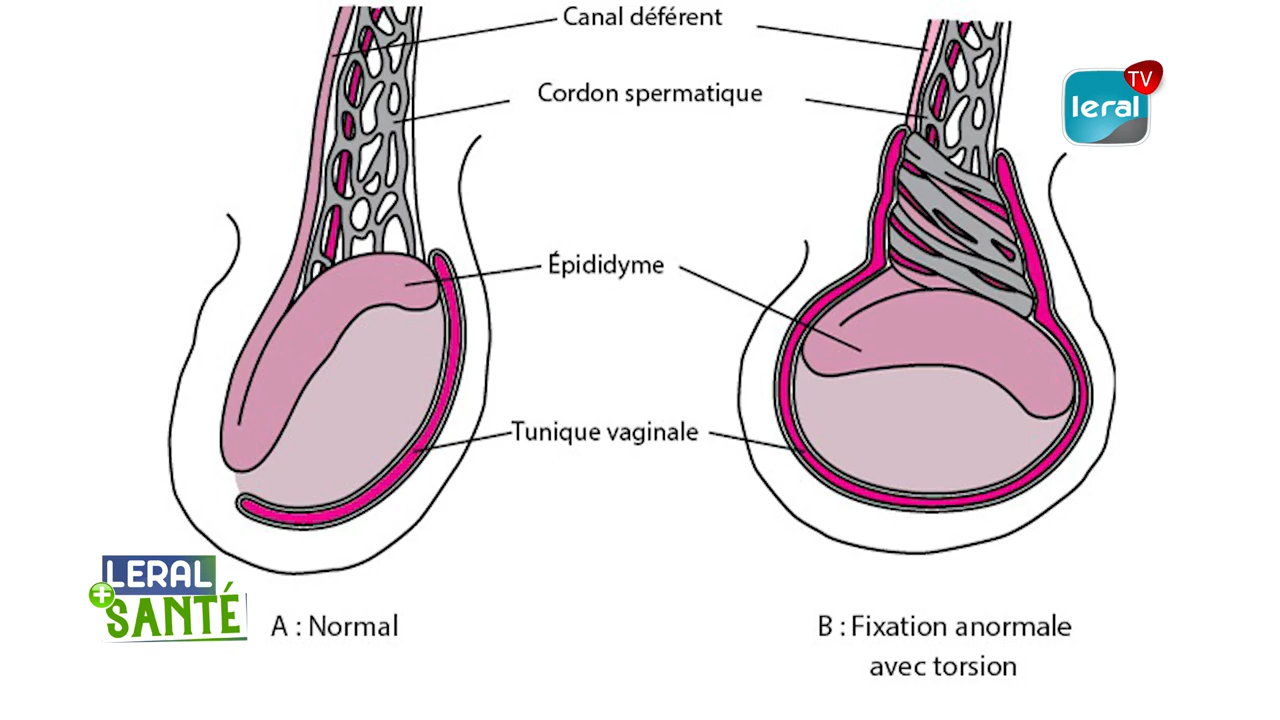 Canal déférent
TV
leral
Cordon spermatique
Épididyme
Tunique vaginale
LERAL
SANTÉ
A : Normal
B : Fixation anormale
avec torsion